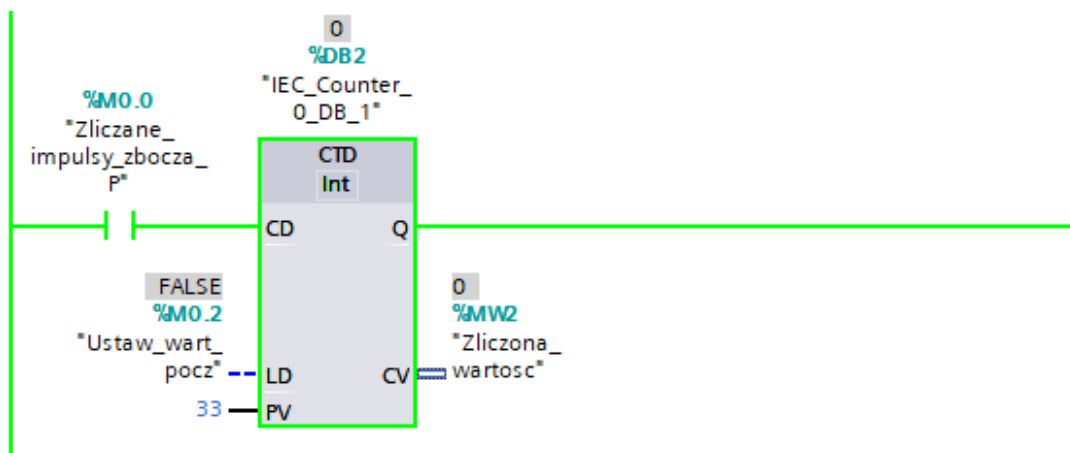 0
%DB2
"IEC_Counter_
0_DB_1"
%M0.0
"Zliczane_
impulsy_zbocza_
P"
CTD
Int
CD
Q
FALSE
%M0.2
"Ustaw_wart_
pocz"
LD
0
%MW2
"Zliczona_
wartosc"
CV
33
PV